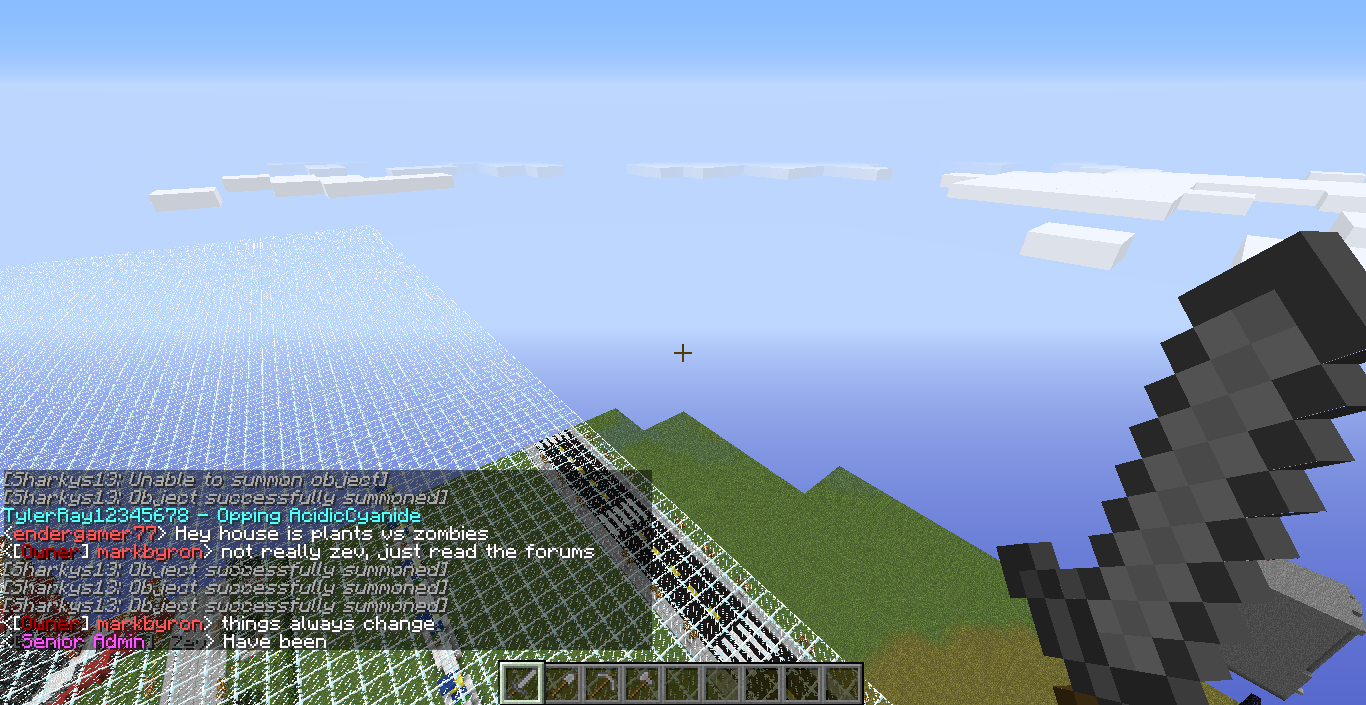 [Sharkys13: Unable to summon object]
[Sharkys13: Object successfully summoned]
TylerRay12345678 - Opping AcidicCyanide
<endergamer77> Hey house is plants vs zombies
<[Owner] markbyron> not really zev, just read the forums
[Sharkys13: Object successfully summoned]
[Sharkys13: Object successfully summoned]
[Sharkys13: Object successfully summoned]
<[Owner] markbyron> things always change
<[Senior Admin] Zev> Have been